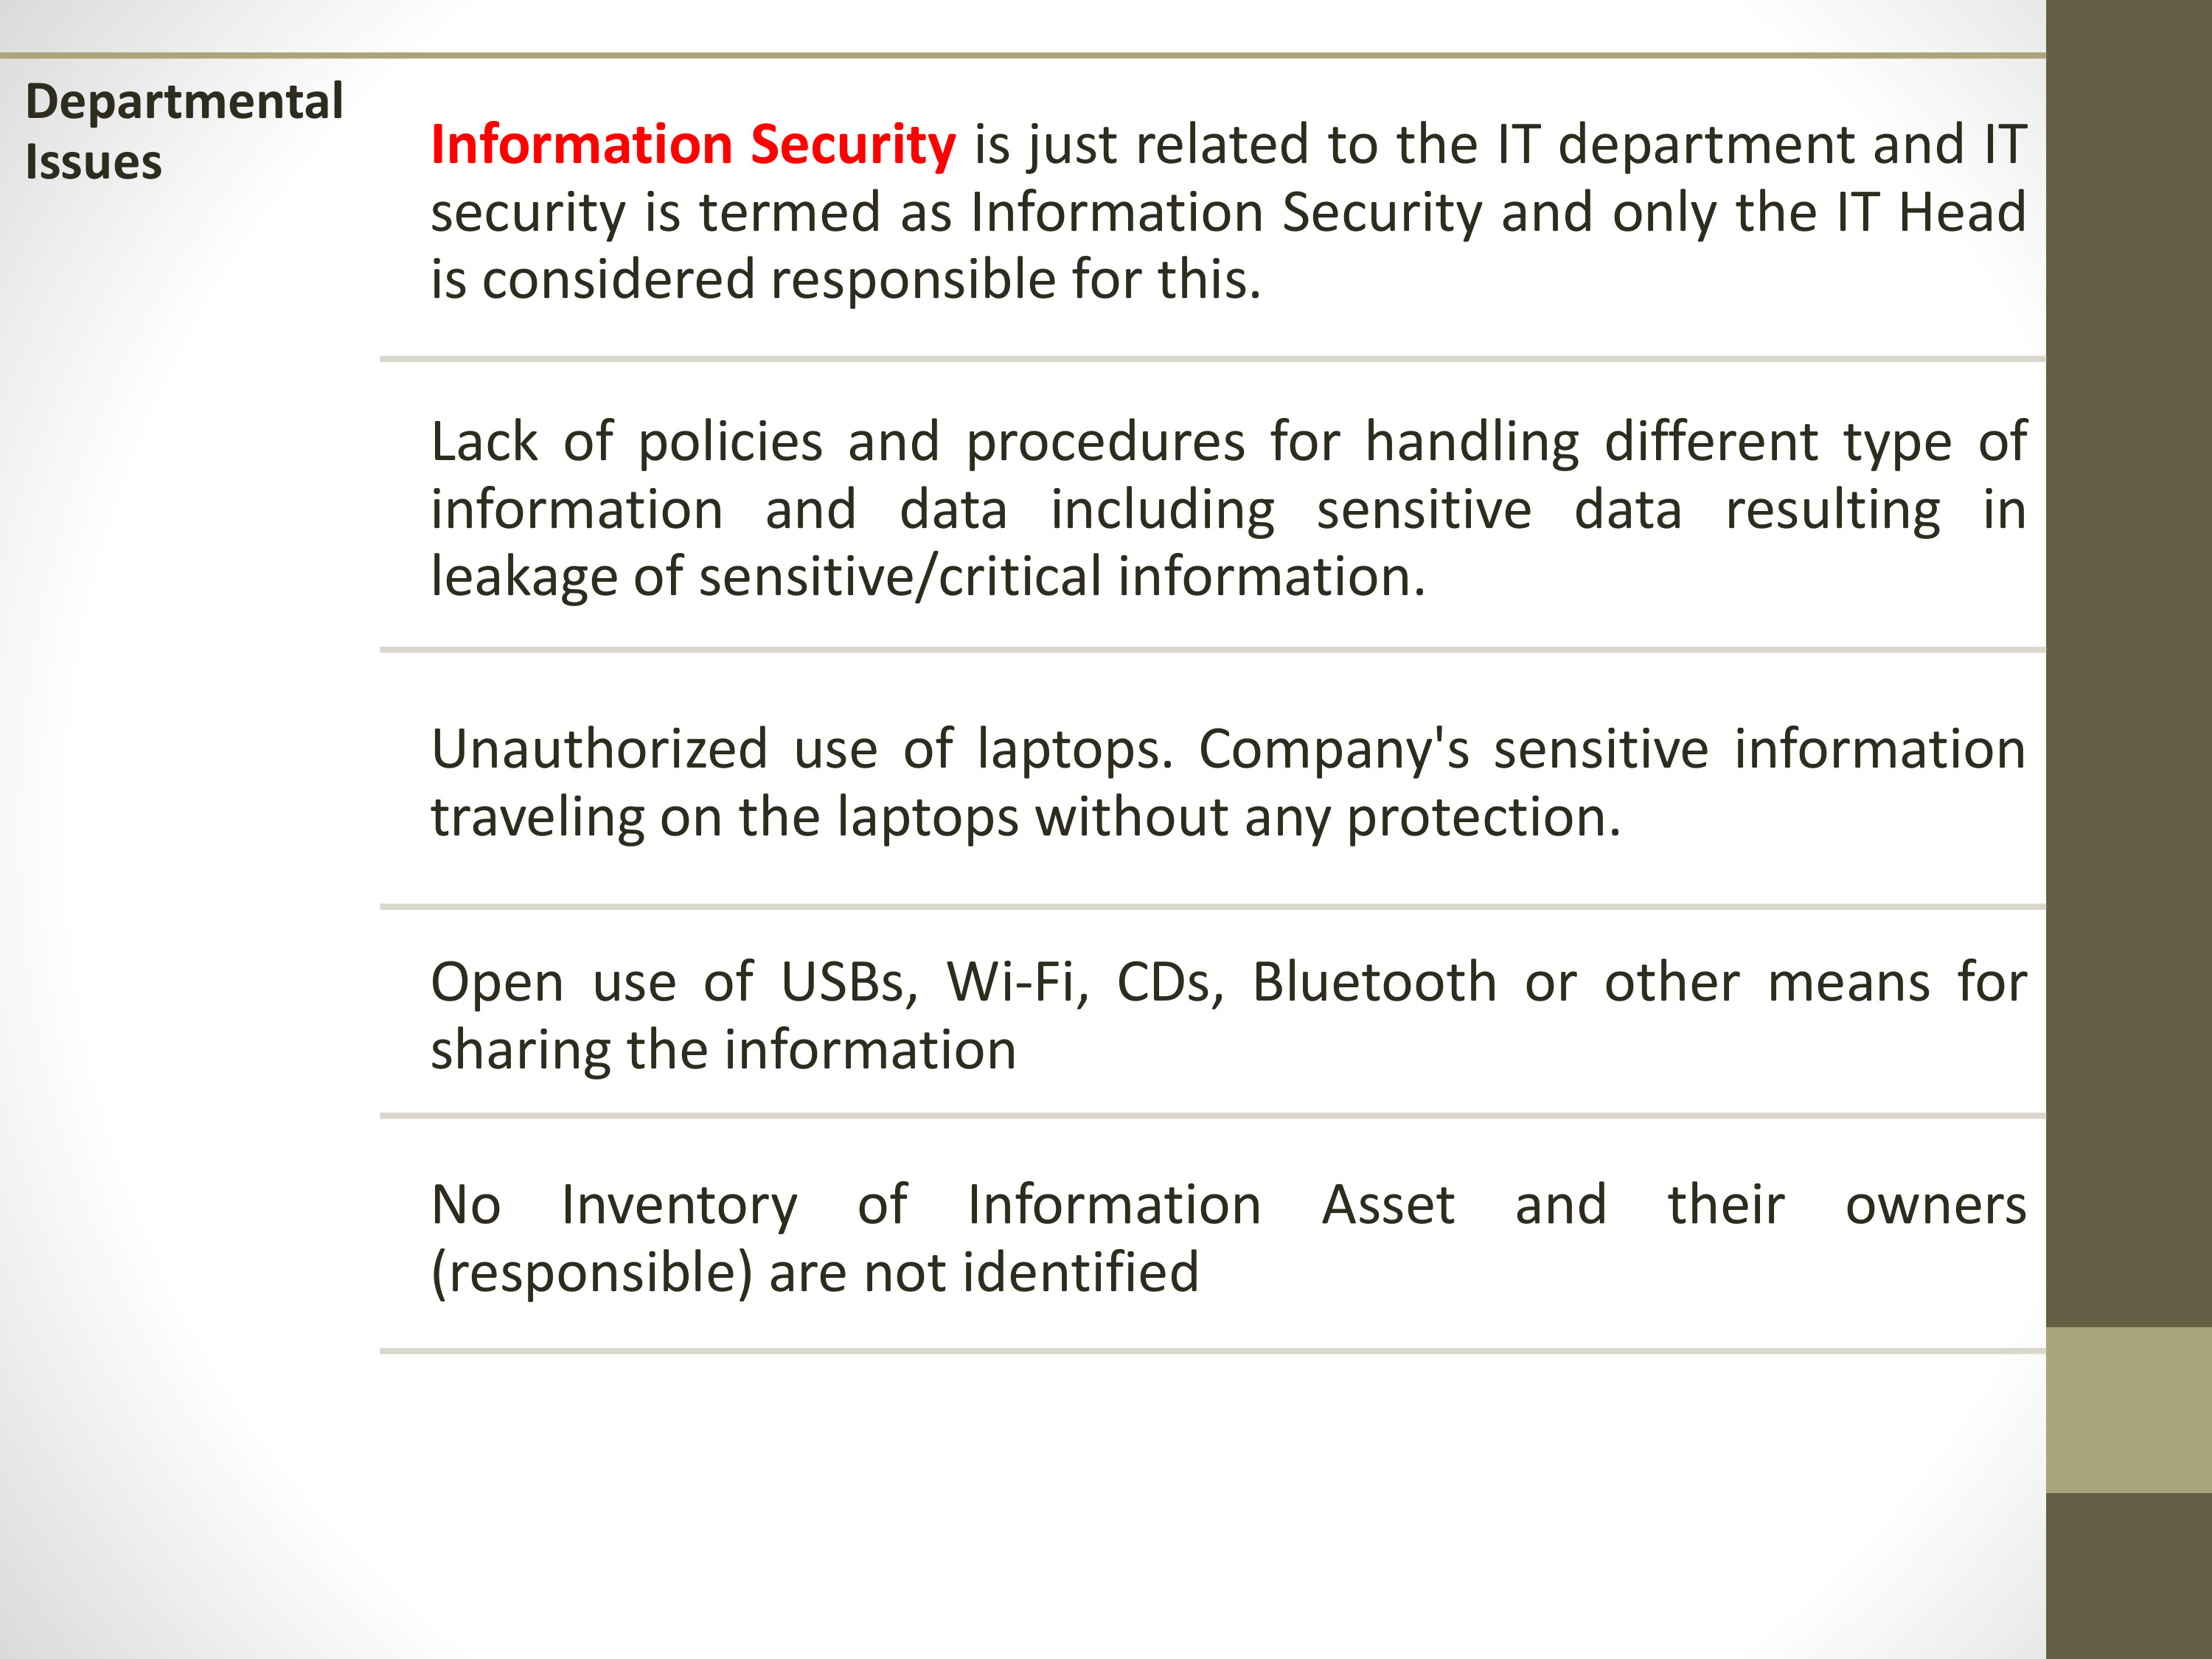 Departmental
Issues
Information Security is just related to the IT department and IT
security is termed as Information Security and only the IT Head
is considered responsible for this.
Lack of policies and procedures for handling different type of
information and data including sensitive data resulting in
leakage of sensitive/critical information.
Unauthorized use of laptops. Company's sensitive information
traveling on the laptops without any protection.
Open use of USBs, Wi-Fi, CDs, Bluetooth or other means for
sharing the information
No Inventory of Information Asset and their owners
(responsible) are not identified